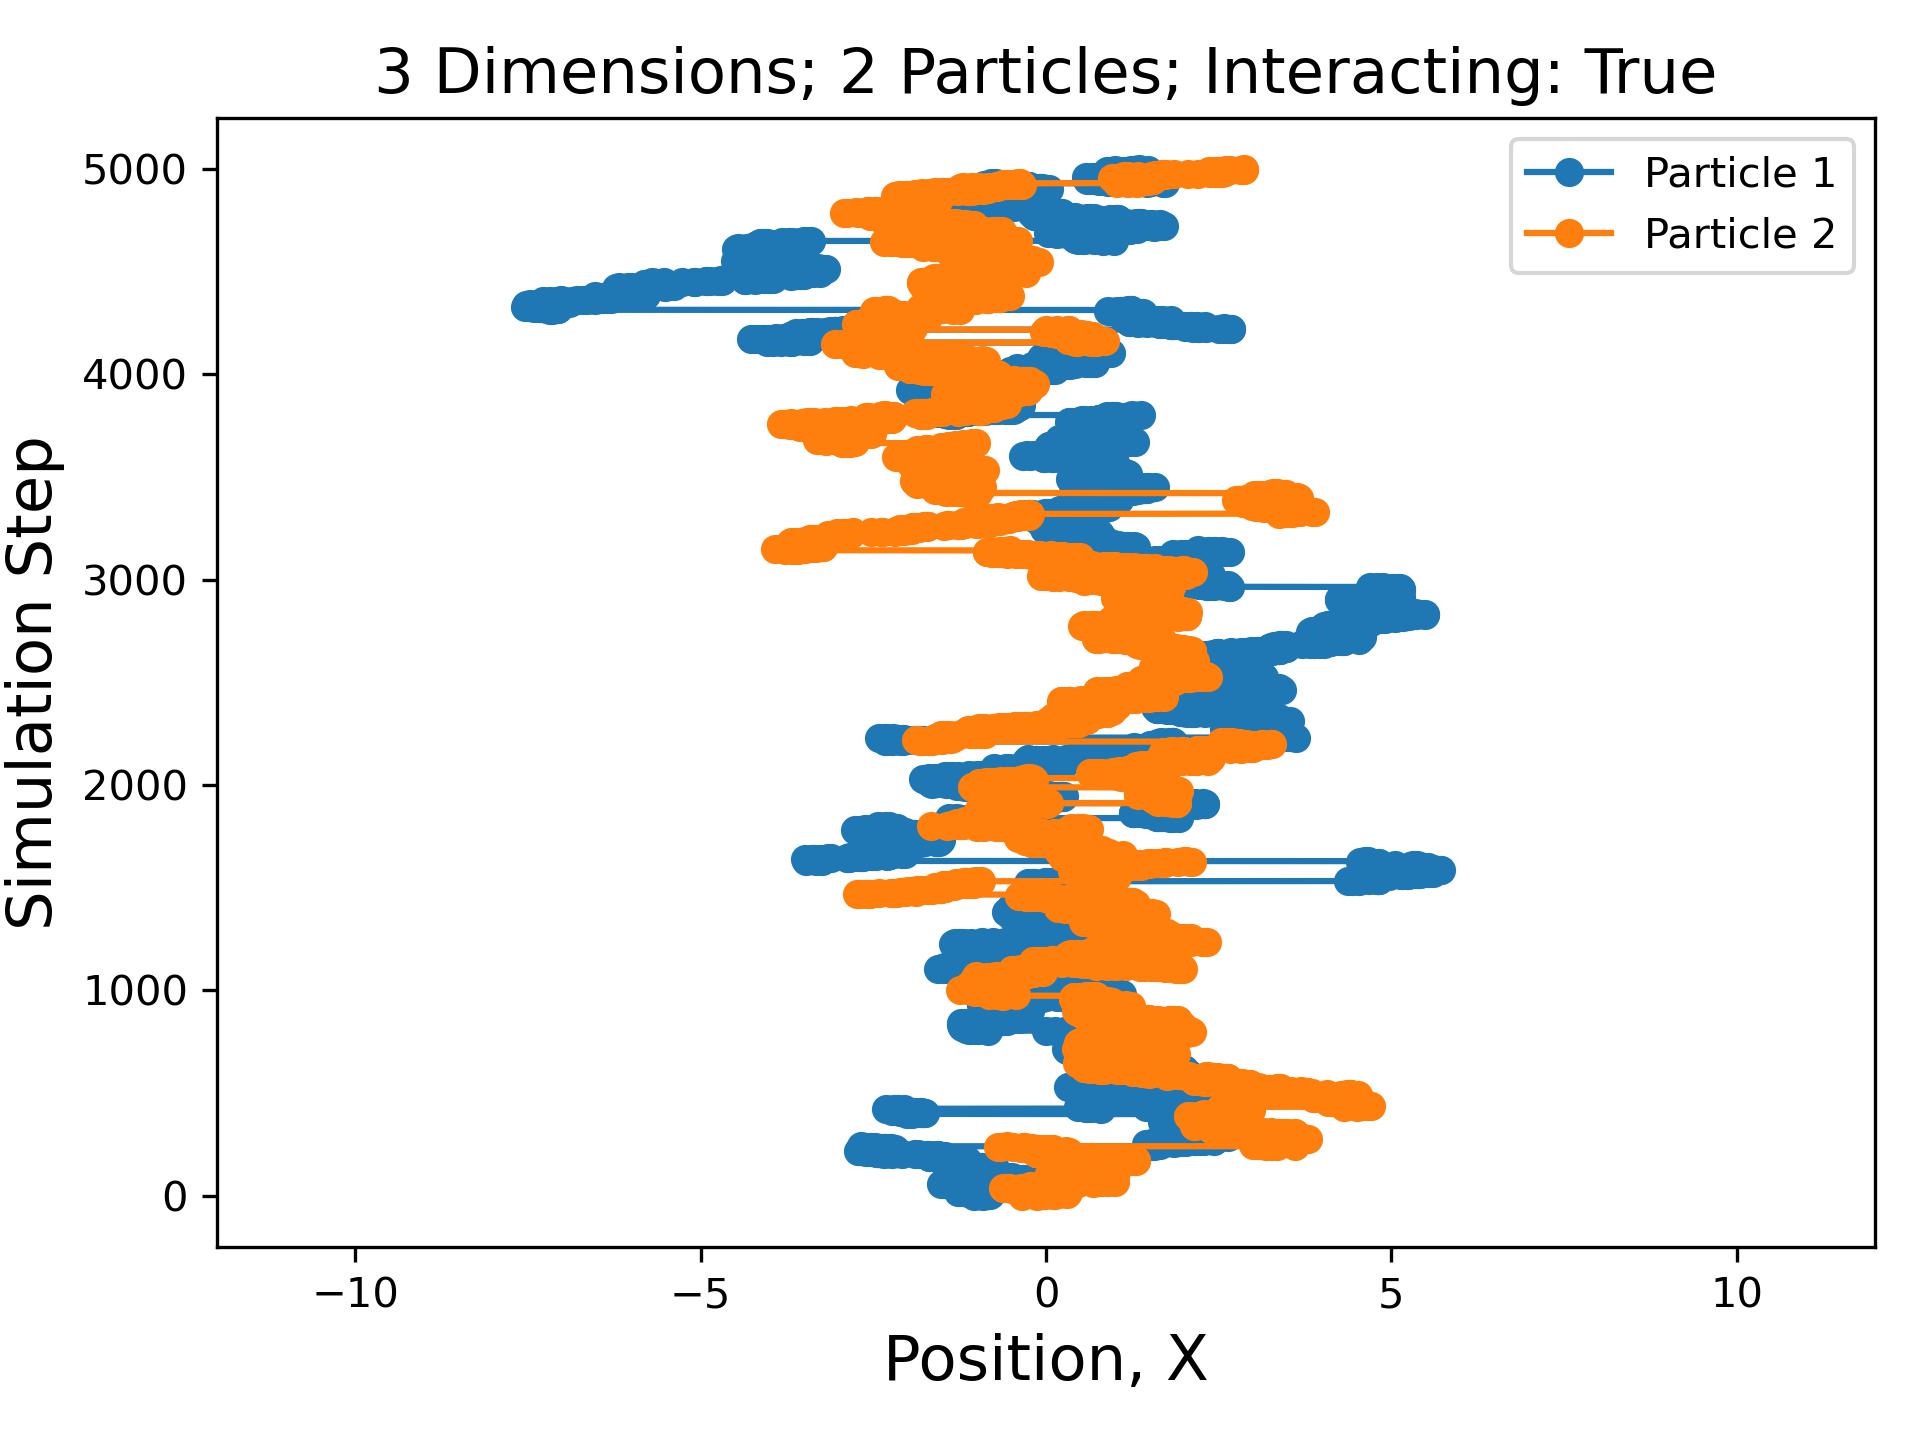 3 Dimensions; 2 Particles; Interacting: True
Particle 1
Particle 2
Simulation Step
5000
4000
3000
2000
1000
0
−10
−5
0
5
10
Position, X